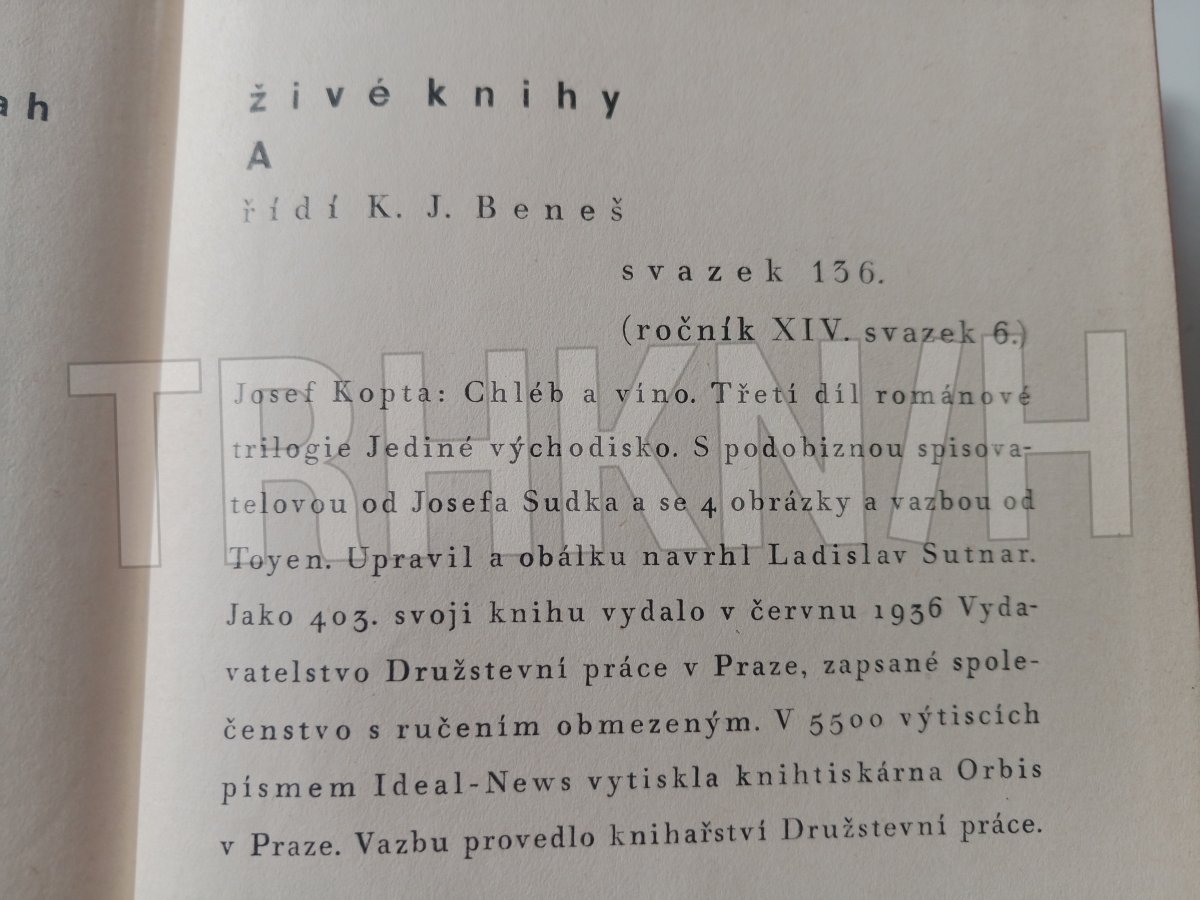 ah
živé knihy
A
řídí K. J. Beneš
svazek 136.
(ročník XIV. svazek 6.)
Josef Kopta: Chléb a víno. Třetí díl románové
trilogie Jediné východisko. S podobiznou spisova-
telovou od Josefa Sudka a se 4 obrázky a vazbou od
Toyen. Upravil a obálku navrhl Ladislav Sutnar.
Jako 403. svoji knihu vydalo v červnu 1936 Vyda-
vatelstvo Družstevní práce v Praze, zapsané spole-
čenstvo s ručením obmezeným. V 5500 výtiscích
písmem Ideal-News vytiskla knihtiskárna Orbis
v Praze. Vazbu provedlo knihařství Družstevní práce.
TRHKNIH